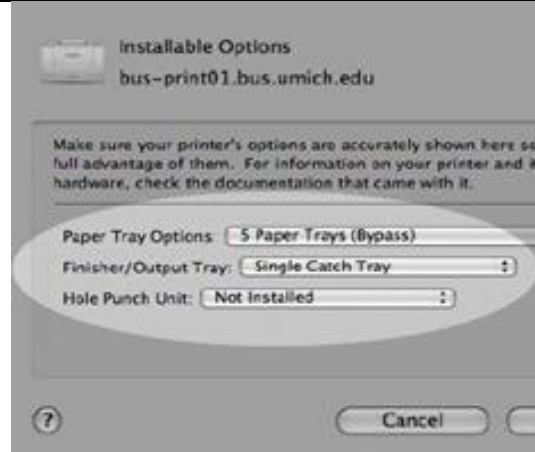 Installable Options
bus-print01.bus.umich.edu
Make sure your printer's options are accurately shown here so
full advantage of them. For information on your printer and
hardware, check the documentation that came with it.
Paper Tray Options: 5 Paper Trays (Bypass)
Finisher/Output Tray: Single Catch Tray
Hole Punch Unit: Not Installed
?
Cancel